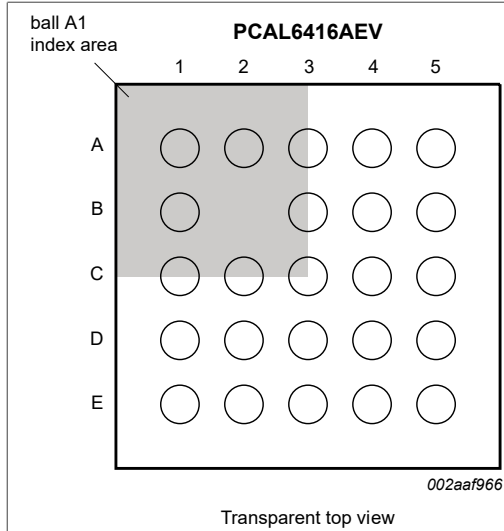 ball A1
index area
PCAL6416AEV
1 2 3 4 5
A
B
C
D
E
002aaf966
Transparent top view